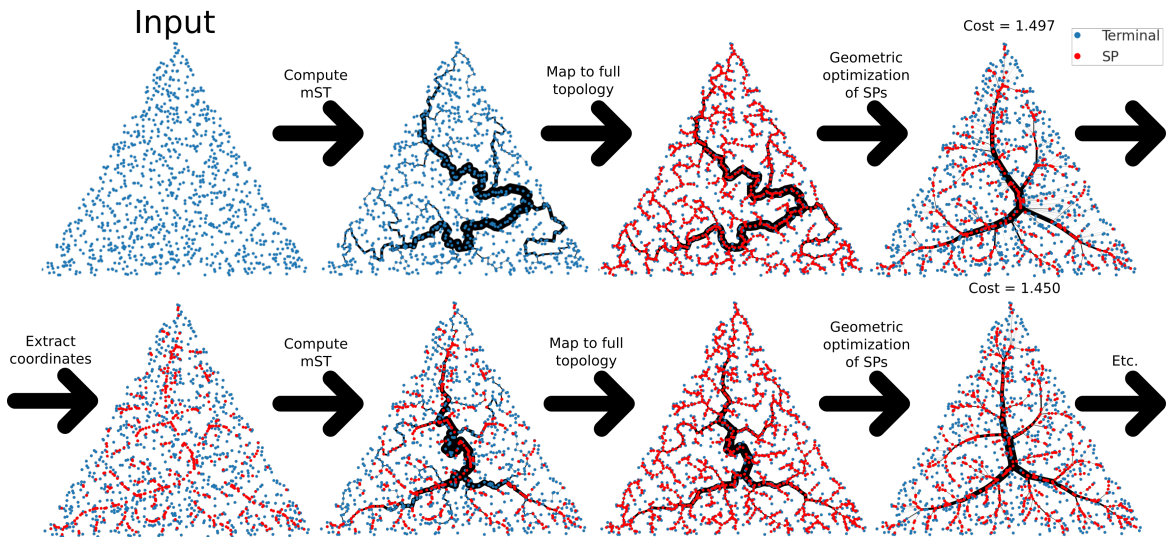 Input
Compute
mST
Map to full
topology
Geometric
optimization
of SPs
Cost = 1.497
Terminal
SP
Extract
coordinates
Compute
mST
Map to full
topology
Geometric
optimization
of SPs
Cost = 1.450
Etc.